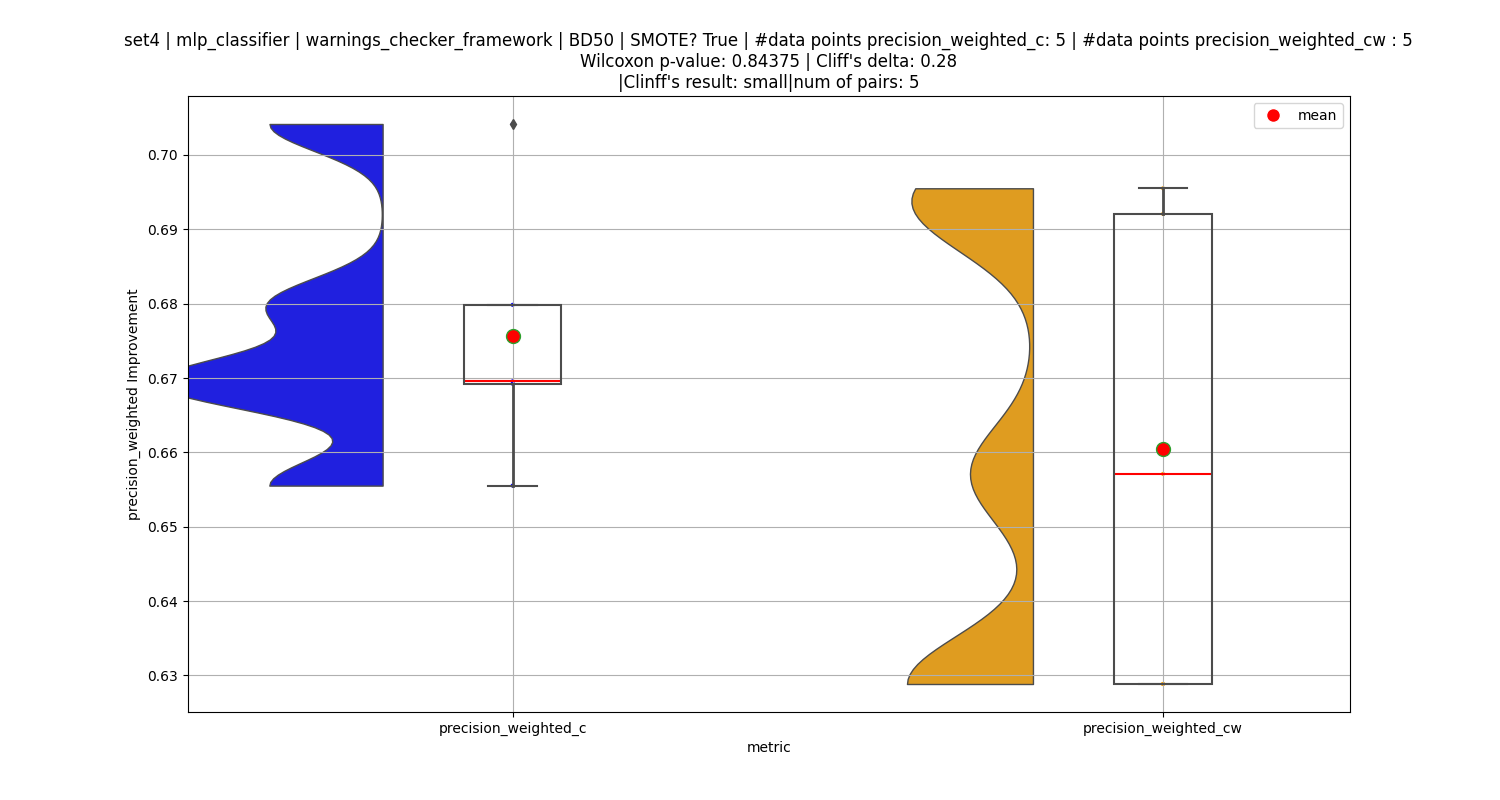 set4 | mlp_classifier | warnings_checker_framework | BD50 | SMOTE? True | #data points precision_weighted_c: 5 | #data points precision_weighted_cw : 5
Wilcoxon p-value: 0.84375 | Cliff's delta: 0.28
|Clinff's result: small|num of pairs: 5
mean
0.70
0.69
0.68
0.67
0.66
0.65
0.64
0.63
precision_weighted Improvement
precision_weighted_c
precision_weighted_cw
metric